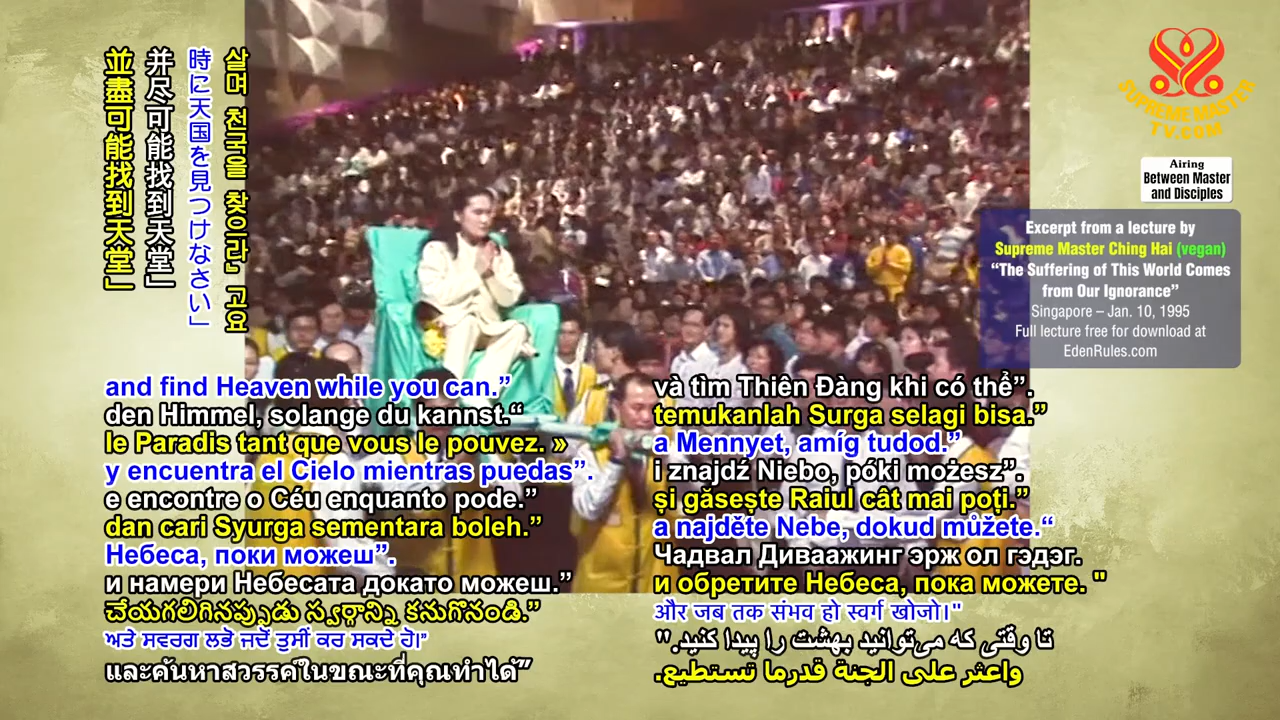 살며 천국을 찾으라』 고요
時に天国を見つけなさい」
并尽可能找到天堂」
並盡可能找到天堂」
SUPREME MASTER
TV.COM
Airing
Between Master
and Disciples
Excerpt from a lecture by
Supreme Master Ching Hai (vegan)
“The Suffering of This World Comes
from Our Ignorance”
Singapore – Jan. 10, 1995
Full lecture free for download at
EdenRules.com
and find Heaven while you can.”
den Himmel, solange du kannst.“
le Paradis tant que vous le pouvez. »
y encuentra el Cielo mientras puedas”.
e encontre o Céu enquanto pode.”
dan cari Syurga sementara boleh.”
Небеса, поки можеш”.
и намери Небесата докато можеш.”
చేయగలిగినప్పుడు స్వర్గాన్ని కనుగొనండి.”
ਅਤੇ ਸਵਰਗ ਲਭੋ ਜਦੋਂ ਤੁਸੀਂ ਕਰ ਸਕਦੇ ਹੋ।”
และค้นหาสวรรค์ในขณะที่คุณทำได้”
và tìm Thiên Đàng khi có thể”.
temukanlah Surga selagi bisa.”
a Mennyet, amíg tudod.”
i znajdź Niebo, póki możesz”.
și găsește Raiul cât mai poți.”
a najděte Nebe, dokud můžete.“
Чадвал Диваажинг эрж ол гэдэг.
и обретите Небеса, пока можете. "
और जब तक संभव हो स्वर्ग खोजो।"
تا وقتی که می‌توانید بهشت را پیدا کنید."
واعثر على الجنة قدرما تستطيع.